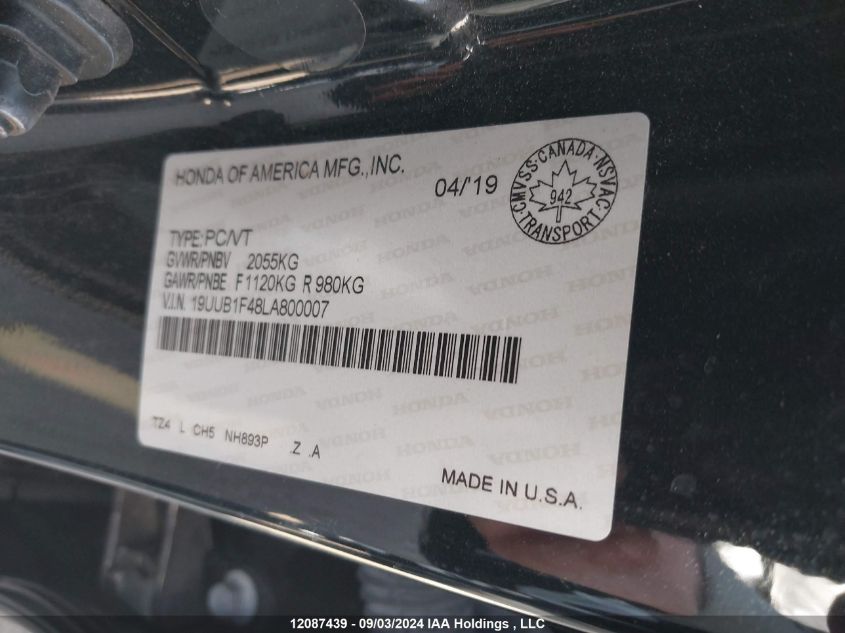 HONDA OF AMERICA MFG.,INC.
04/'19
CMVSS·CANADA·NSVAC
942
·TRANSPORT·
TYPE:PC/VT
GVWR/PNBV 2055KG
GAWR/PNBE F 1120KG R 980KG
V.I.N. 19UUB1F48LA800007
TZ4 L CH5 NH893P .Z .A
MADE IN U.S.A.
12087439 - 09/03/2024 IAA Holdings , LLC